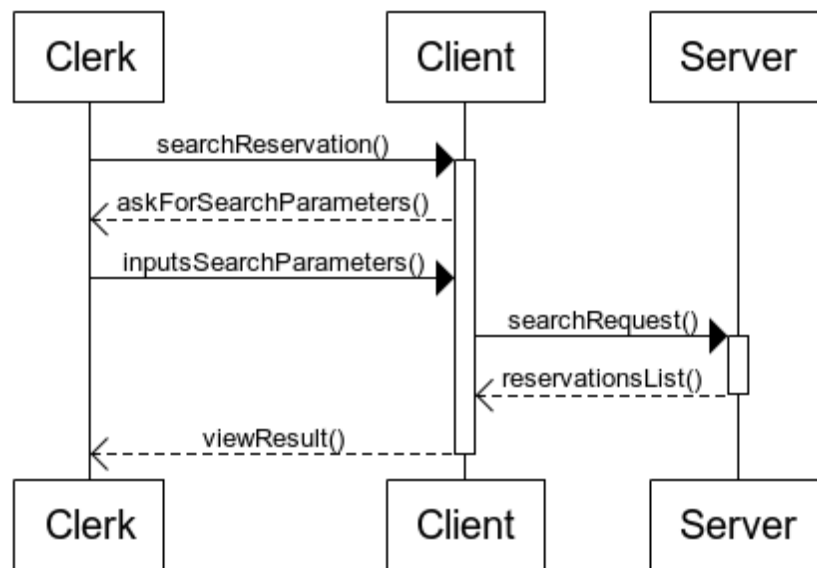 Clerk Client Server
searchReservation()
askForSearchParameters()
inputsSearchParameters()
searchRequest()
reservationsList()
viewResult()
Clerk Client Server